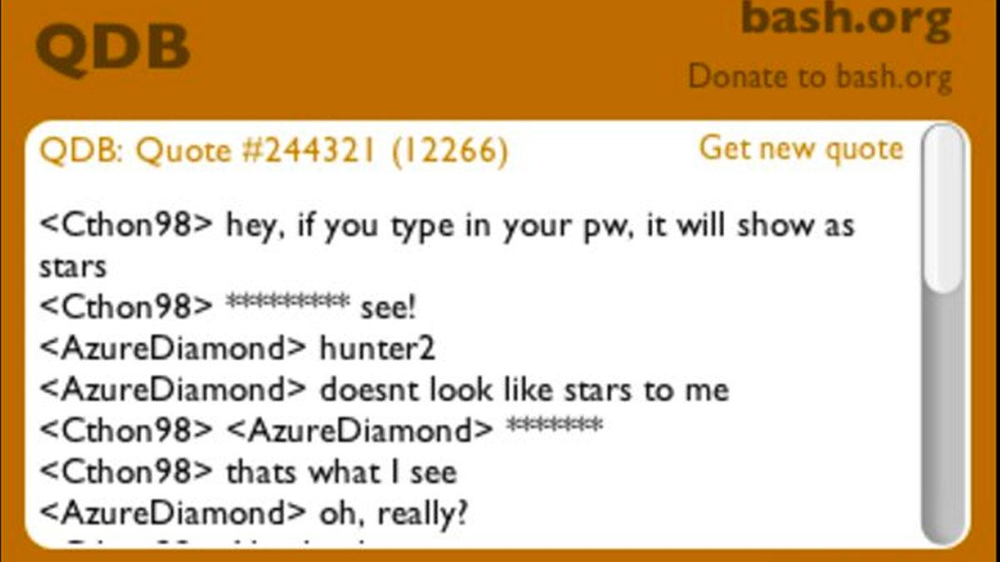 QDB
bash.org
Donate to bash.org
QDB: Quote #244321 (12266)
Get new quote
<Cthon98> hey, if you type in your pw, it will show as
stars
<Cthon98> ********* see!
<AzureDiamond> hunter2
<AzureDiamond> doesnt look like stars to me
<Cthon98> <AzureDiamond> *******
<Cthon98> thats what I see
<AzureDiamond> oh, really?